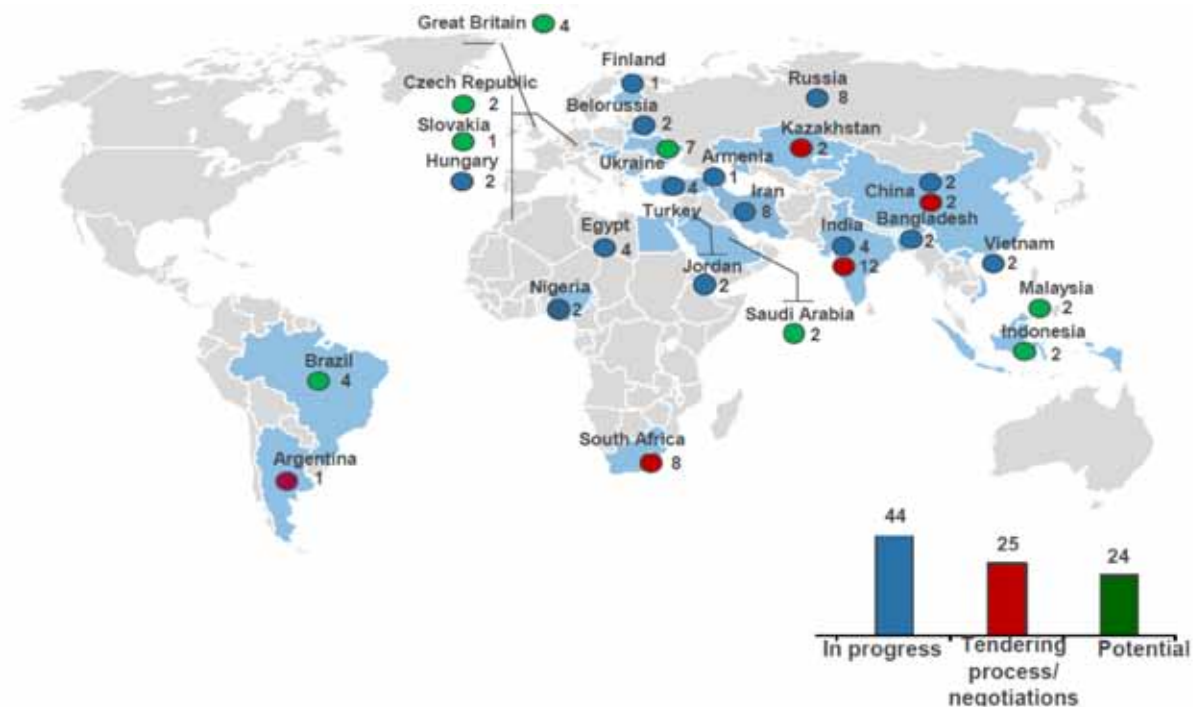 Great Britain 4
Finland
1
Russia
8
Czech Republic
2
Belorussia
2
Slovakia
1
Kazakhstan
2
7
Hungary
2
Ukraine
Armenia
1
4
China 2
2
Iran
8
Turkey
Egypt
4
India
4
12
Bangladesh
2
Vietnam
2
Jordan
2
Nigeria
2
Malaysia
2
Saudi Arabia
2
Indonesia
2
Brazil
4
South Africa
8
Argentina
1
44
25
24
In progress
Tendering
process/
negotiations
Potential